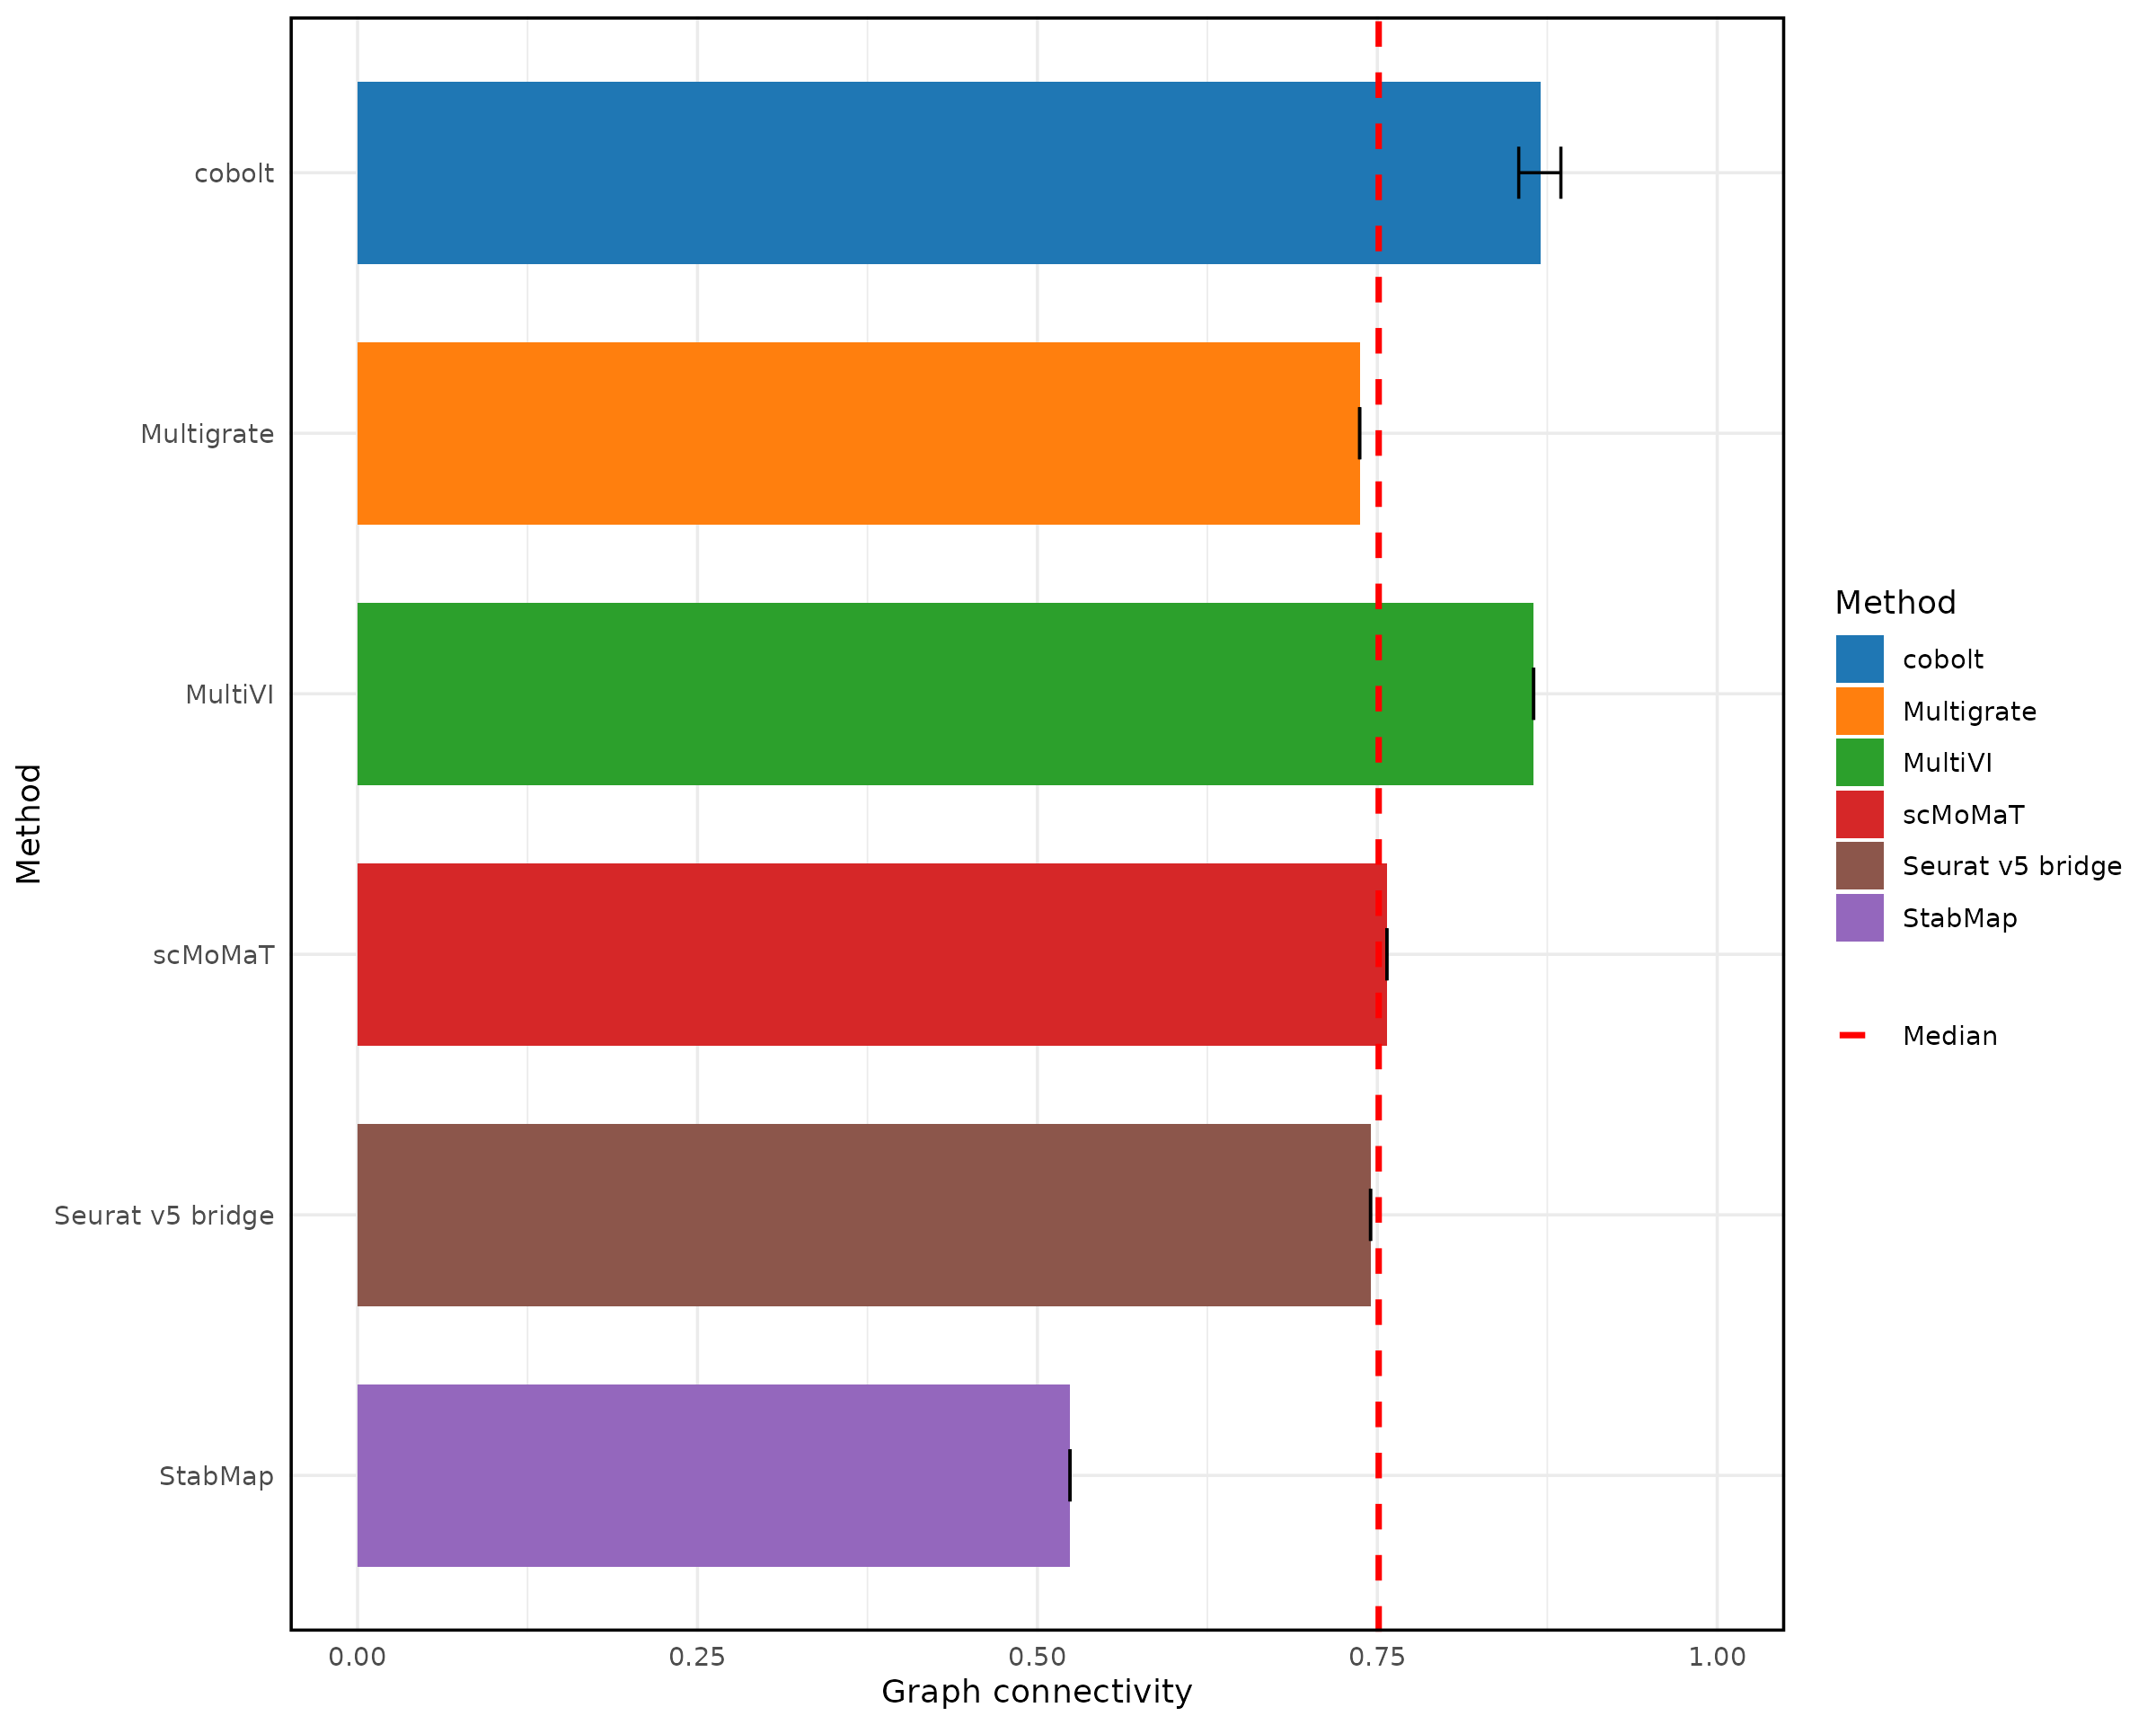 Method
cobolt
Multigrate
MultiVI
scMoMaT
Seurat v5 bridge
StabMap
0.00
0.25
0.50
0.75
1.00
Graph connectivity
Method
cobolt
Multigrate
MultiVI
scMoMaT
Seurat v5 bridge
StabMap
Median